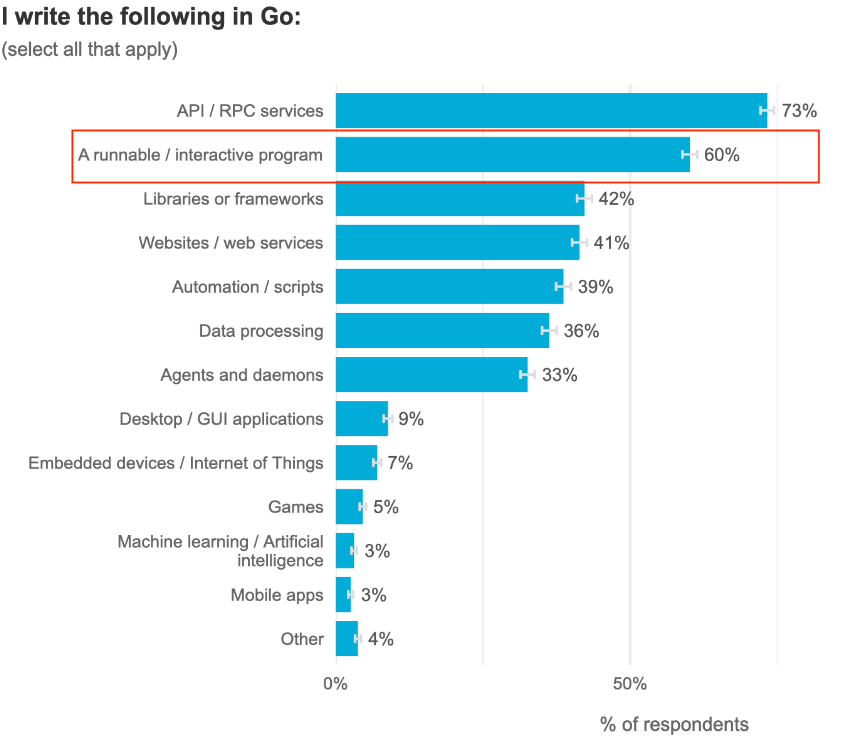 I write the following in Go:
(select all that apply)
API / RPC services 73%
A runnable / interactive program 60%
Libraries or frameworks 42%
Websites / web services 41%
Automation / scripts 39%
Data processing 36%
Agents and daemons 33%
Desktop / GUI applications 9%
Embedded devices / Internet of Things 7%
Games 5%
Machine learning / Artificial
intelligence 3%
Mobile apps 3%
Other 4%
0% 50%
% of respondents